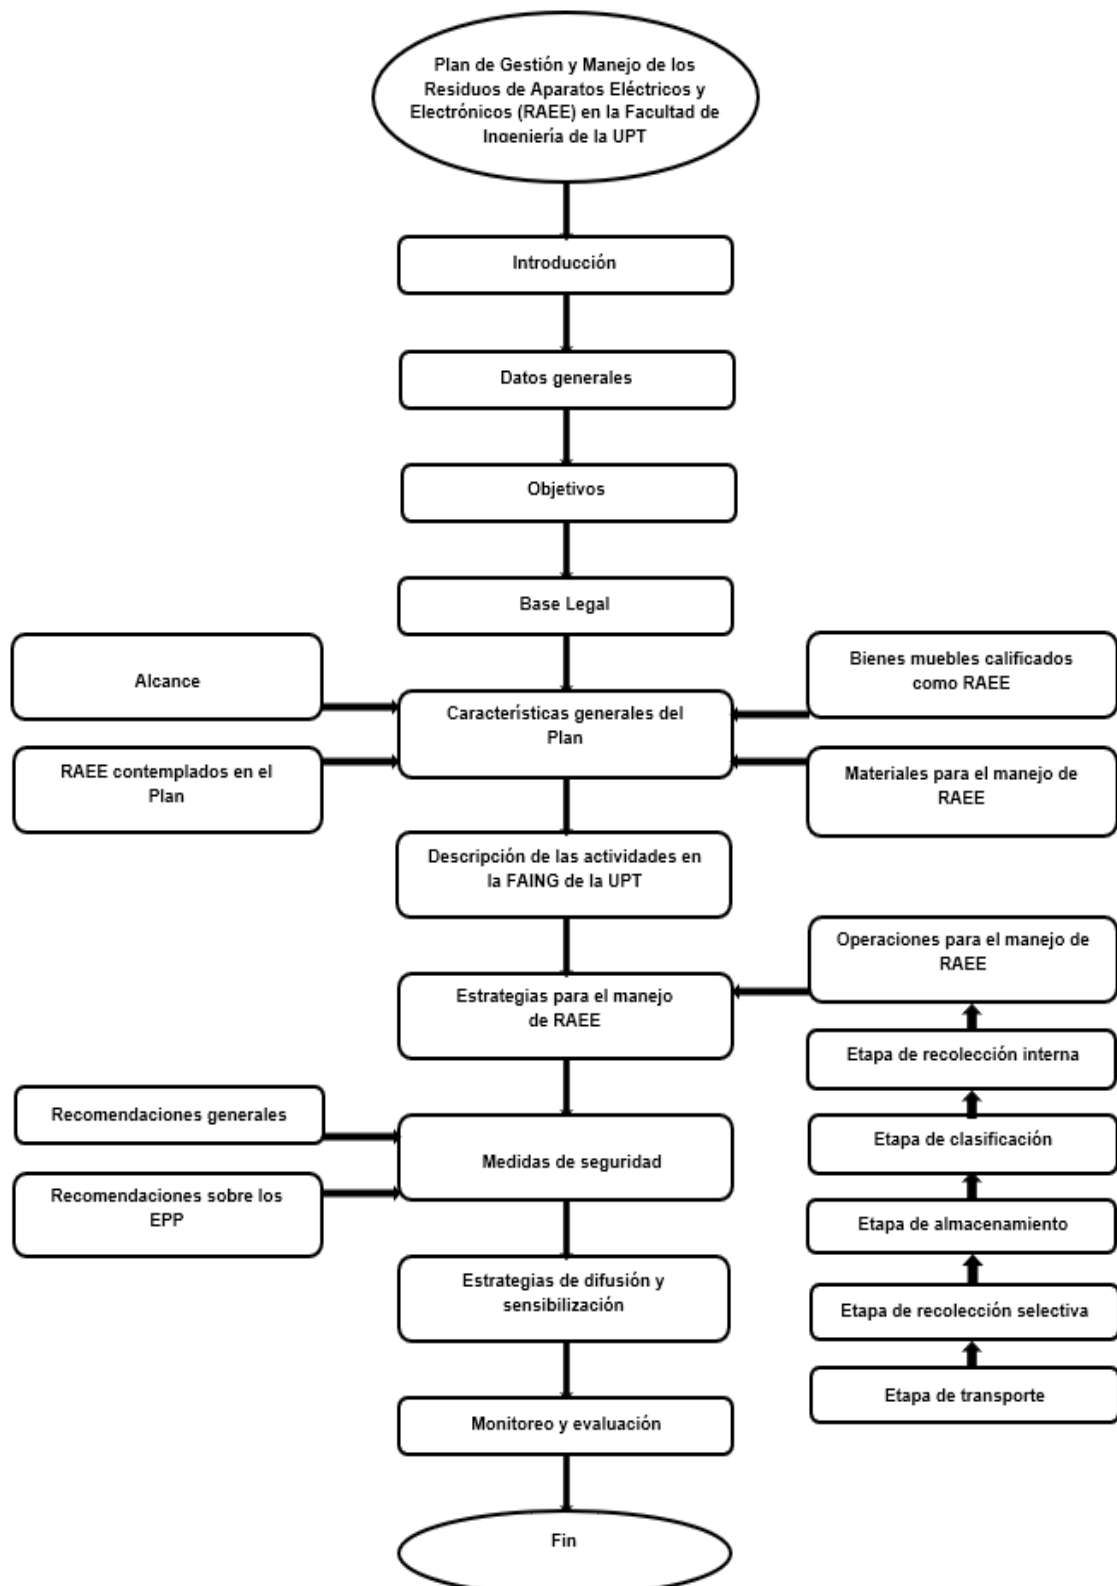 Plan de Gestión y Manejo de los
Residuos de Aparatos Eléctricos y
Electrónicos (RAEE) en la Facultad de
Ingeniería de la UPT
Introducción
Datos generales
Objetivos
Base Legal
Alcance
Bienes muebles calificados
como RAEE
Características generales del
Plan
RAEE contemplados en el
Plan
Materiales para el manejo de
RAEE
Descripción de las actividades en
la FAING de la UPT
Operaciones para el manejo de
RAEE
Estrategias para el manejo
de RAEE
Etapa de recolección interna
Recomendaciones generales
Etapa de clasificación
Medidas de seguridad
Recomendaciones sobre los
EPP
Etapa de almacenamiento
Estrategias de difusión y
sensibilización
Etapa de recolección selectiva
Etapa de transporte
Monitoreo y evaluación
Fin